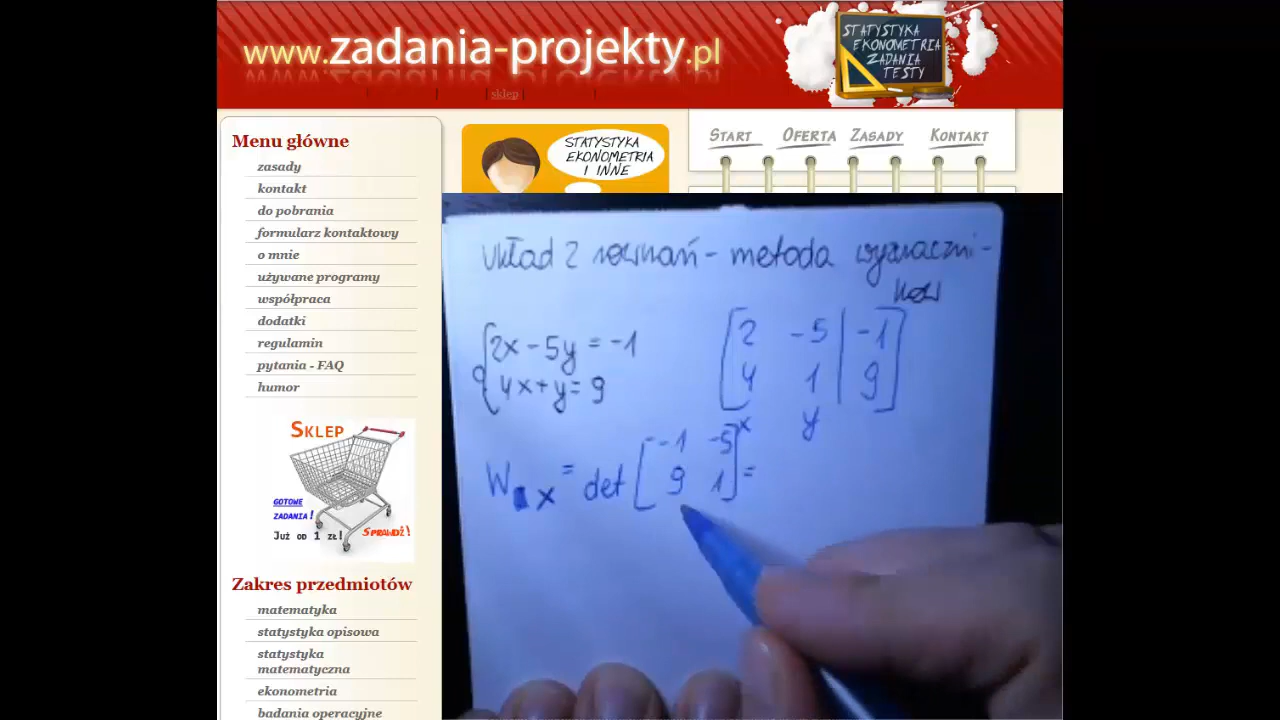 www.zadania-projekty.pl
STATYSTYKA
EKONOMETRIA
ZADANIA
TESTY
sklep
START OFERTA ZASADY KONTAKT
STATYSTYKA
EKONOMETRIA
I INNE
Menu główne
zasady
kontakt
do pobrania
formularz kontaktowy
o mnie
używane programy
współpraca
dodatki
regulamin
pytania - FAQ
humor
SKLEP
GOTOWE
ZADANIA!
JUŻ OD 1 ZŁ!
SPRAWDŹ!
Zakres przedmiotów
matematyka
statystyka opisowa
statystyka
matematyczna
ekonometria
badania operacyjne
układ 2 równań - metoda wyznaczni-
ków
2x - 5y = -1
4x + y = 9
2 -5 | -1
4 1 | 9
x y
W x = det [-1 -5
9 1] =